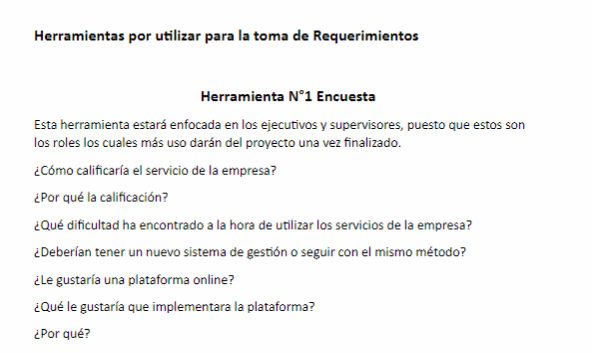 Herramientas por utilizar para la toma de Requerimientos
Herramienta N°1 Encuesta
Esta herramienta estará enfocada en los ejecutivos y supervisores, puesto que estos son
los roles los cuales más uso darán del proyecto una vez finalizado.
¿Cómo calificaría el servicio de la empresa?
¿Por qué la calificación?
¿Qué dificultad ha encontrado a la hora de utilizar los servicios de la empresa?
¿Deberían tener un nuevo sistema de gestión o seguir con el mismo método?
¿Le gustaría una plataforma online?
¿Qué le gustaría que implementara la plataforma?
¿Por qué?